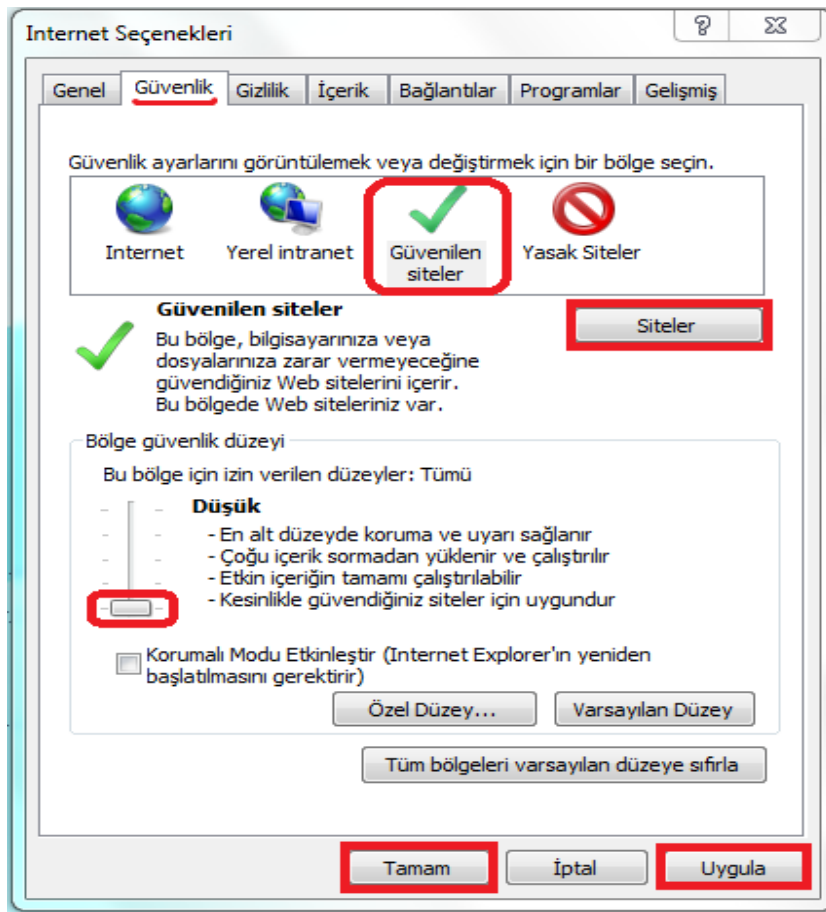 Internet Seçenekleri
Genel Güvenlik Gizlilik İçerik Bağlantılar Programlar Gelişmiş
Güvenlik ayarlarını görüntülemek veya değiştirmek için bir bölge seçin.
Internet Yerel intranet Güvenilen siteler Yasak Siteler
Güvenilen siteler
Siteler
Bu bölge, bilgisayarınıza veya
dosyalarınıza zarar vermeyeceğine
güvendiğiniz Web sitelerini içerir.
Bu bölgede Web siteleriniz var.
Bölge güvenlik düzeyi
Bu bölge için izin verilen düzeyler: Tümü
Düşük
- En alt düzeyde koruma ve uyarı sağlanır
- Çoğu içerik sormadan yüklenir ve çalıştırılır
- Etkin içeriğin tamamı çalıştırılabilir
- Kesinlikle güvendiğiniz siteler için uygundur
Korumalı Modu Etkinleştir (Internet Explorer'ın yeniden
başlatılmasını gerektirir)
Özel Düzey... Varsayılan Düzey
Tüm bölgeleri varsayılan düzeye sıfırla
Tamam İptal Uygula